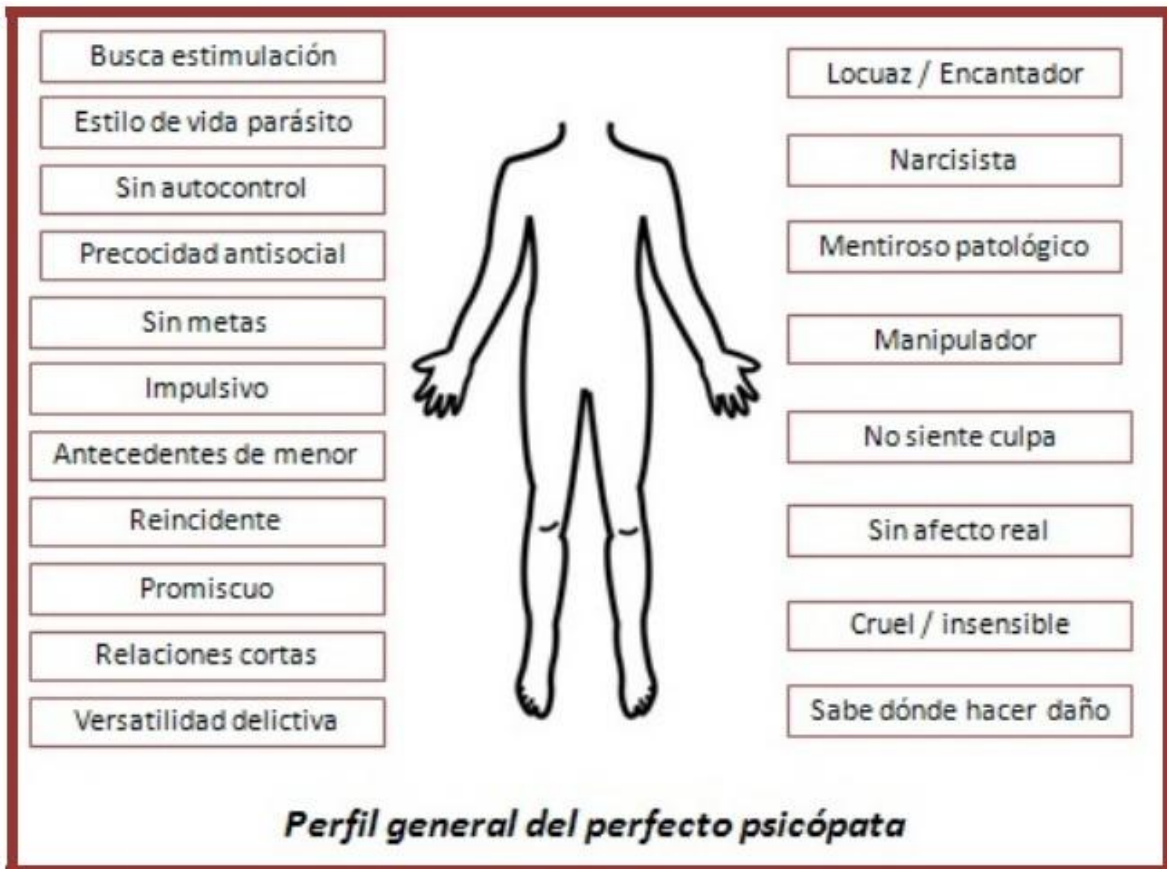 Busca estimulación
Estilo de vida parásito
Sin autocontrol
Precocidad antisocial
Sin metas
Impulsivo
Antecedentes de menor
Reincidente
Promiscuo
Relaciones cortas
Versatilidad delictiva
Locuaz / Encantador
Narcisista
Mentiroso patológico
Manipulador
No siente culpa
Sin afecto real
Cruel / insensible
Sabe dónde hacer daño
Perfil general del perfecto psicópata